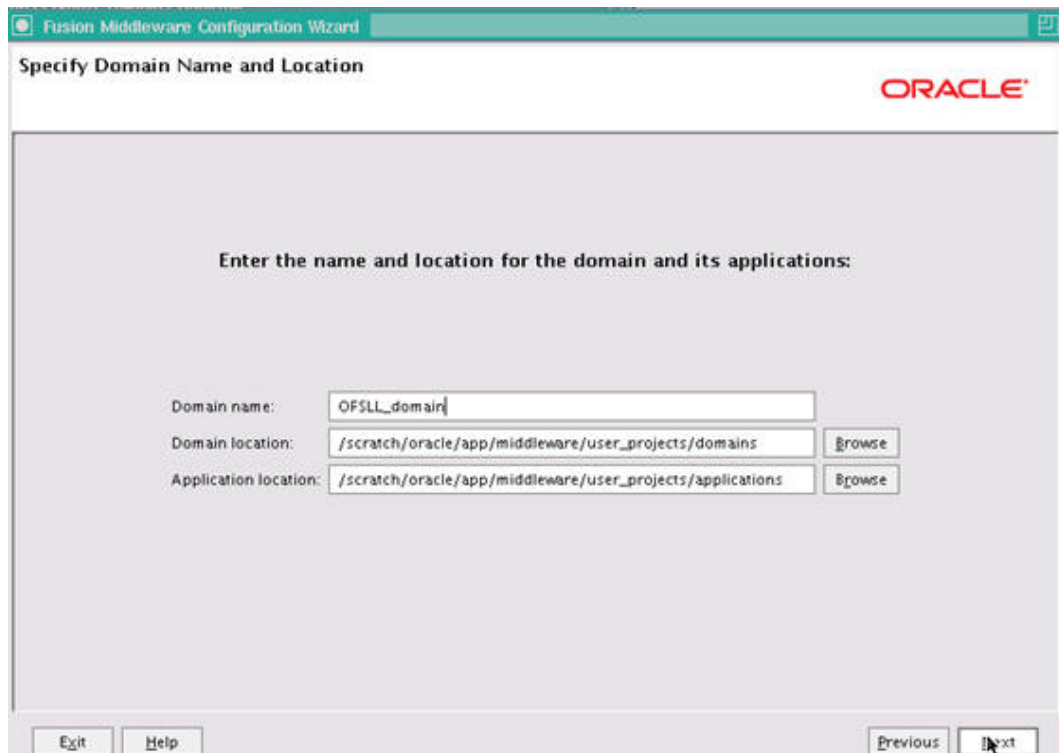 Fusion Middleware Configuration Wizard
Specify Domain Name and Location
ORACLE
Enter the name and location for the domain and its applications:
Domain name: OFSLL_domain
Domain location: /scratch/oracle/app/middleware/user_projects/domains Browse
Application location: /scratch/oracle/app/middleware/user_projects/applications Browse
Exit Help Previous Next